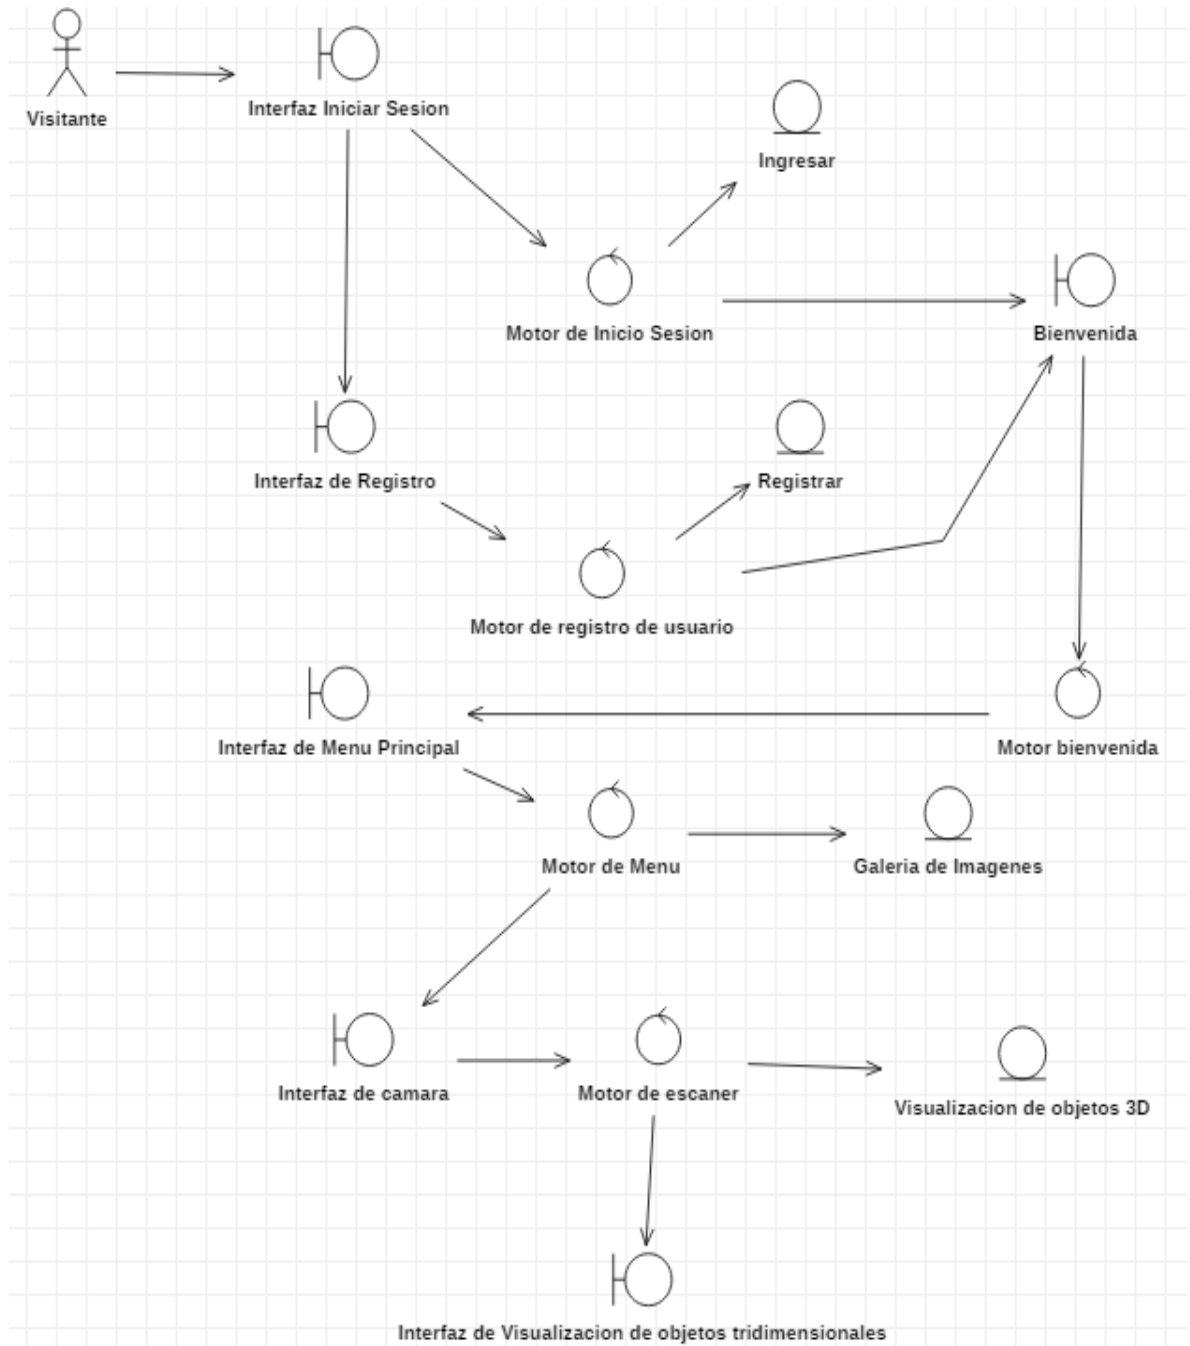 Visitante
Interfaz Iniciar Sesion
Ingresar
Motor de Inicio Sesion
Bienvenida
Interfaz de Registro
Registrar
Motor de registro de usuario
Interfaz de Menu Principal
Motor bienvenida
Motor de Menu
Galeria de Imagenes
Interfaz de camara
Motor de escaner
Visualizacion de objetos 3D
Interfaz de Visualizacion de objetos tridimensionales